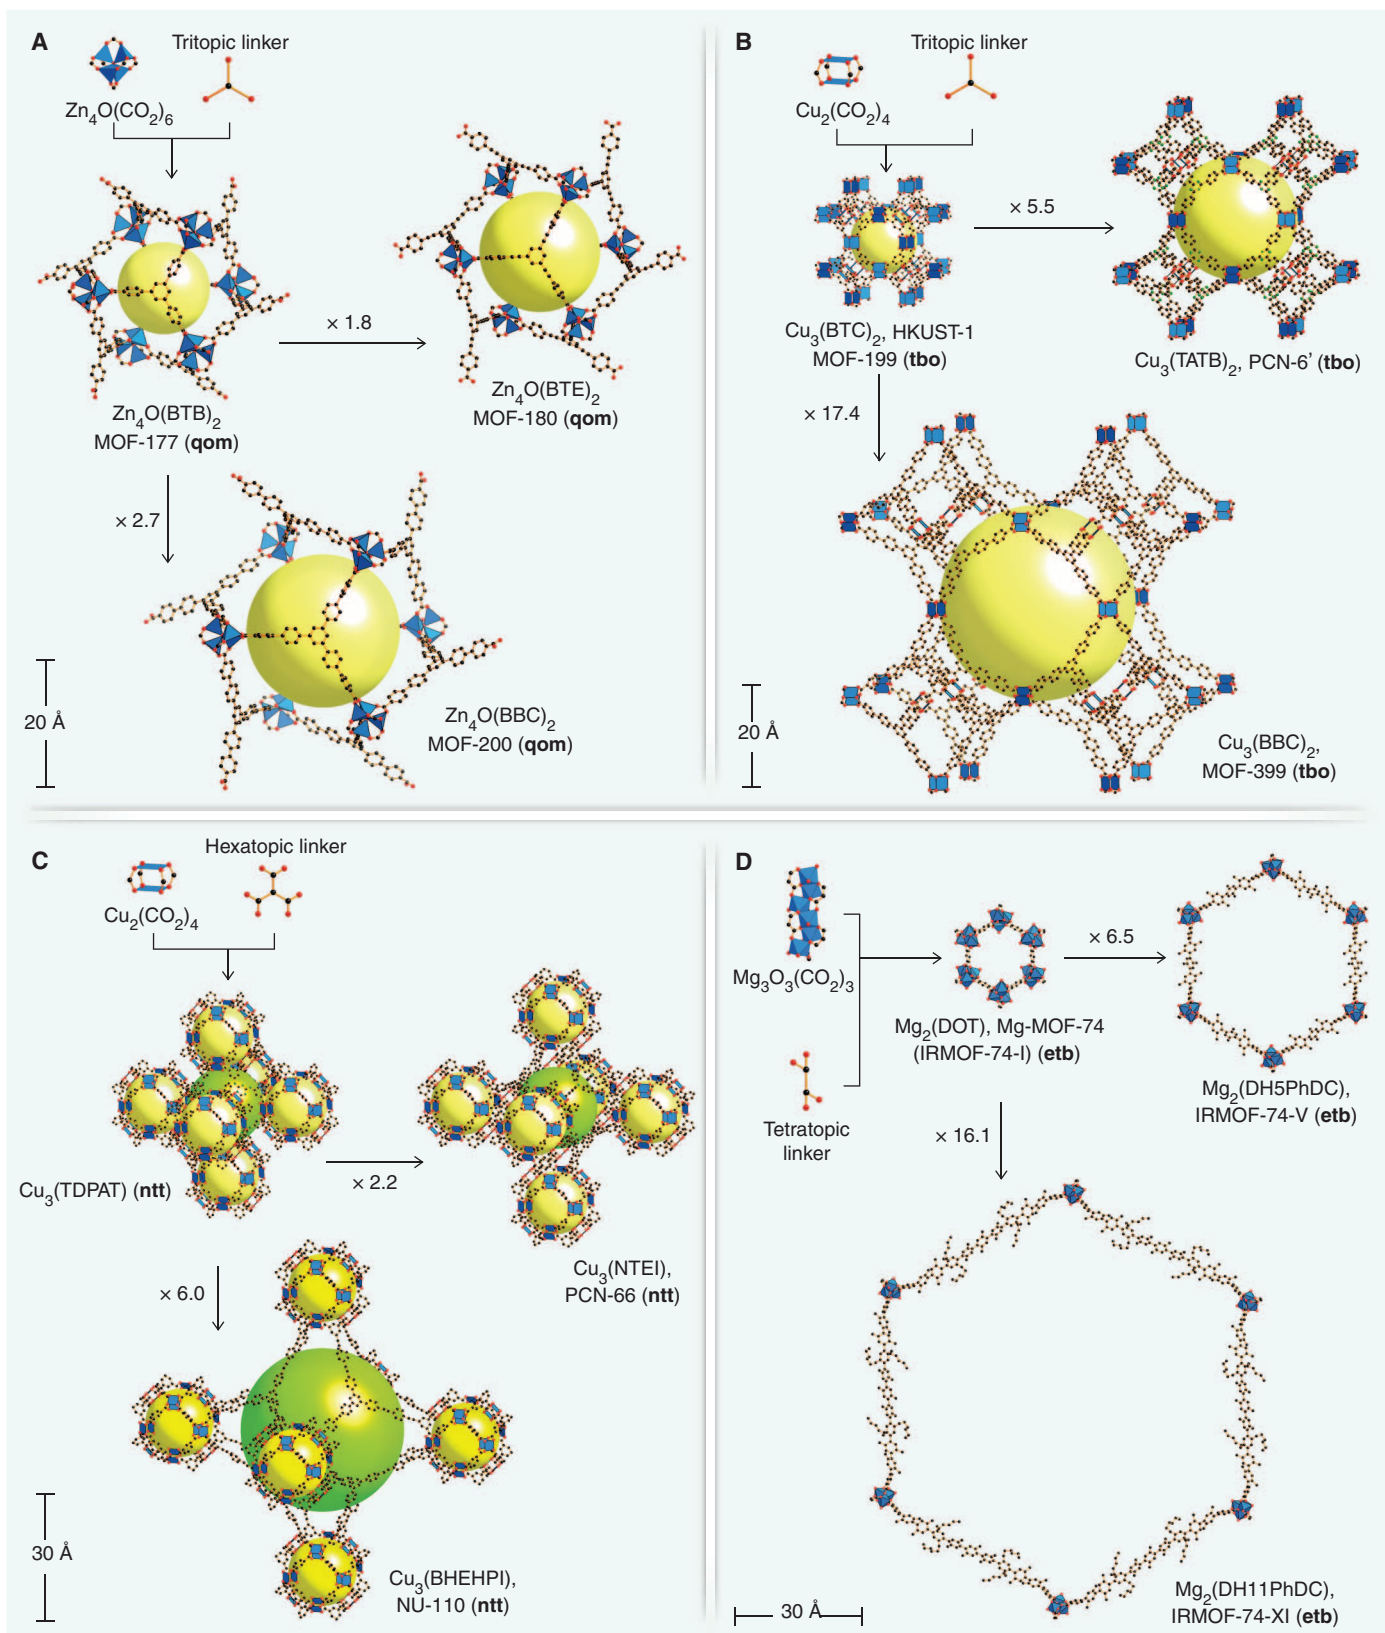 A
Tritopic linker
Zn4O(CO2)6
× 1.8
Zn4O(BTB)2
MOF-177 (qom)
Zn4O(BTE)2
MOF-180 (qom)
× 2.7
20 Å
Zn4O(BBC)2
MOF-200 (qom)
B
Tritopic linker
Cu2(CO2)4
× 5.5
Cu3(BTC)2, HKUST-1
MOF-199 (tbo)
Cu3(TATB)2, PCN-6’ (tbo)
× 17.4
20 Å
Cu3(BBC)2,
MOF-399 (tbo)
C
Hexatopic linker
Cu2(CO2)4
Cu3(TDPAT) (ntt)
× 2.2
Cu3(NTEI),
PCN-66 (ntt)
× 6.0
30 Å
Cu3(BHEHPI),
NU-110 (ntt)
D
Mg3O3(CO2)3
× 6.5
Mg2(DOT), Mg-MOF-74
(IRMOF-74-I) (etb)
Mg2(DH5PhDC),
IRMOF-74-V (etb)
Tetratopic
linker
× 16.1
30 Å
Mg2(DH11PhDC),
IRMOF-74-XI (etb)